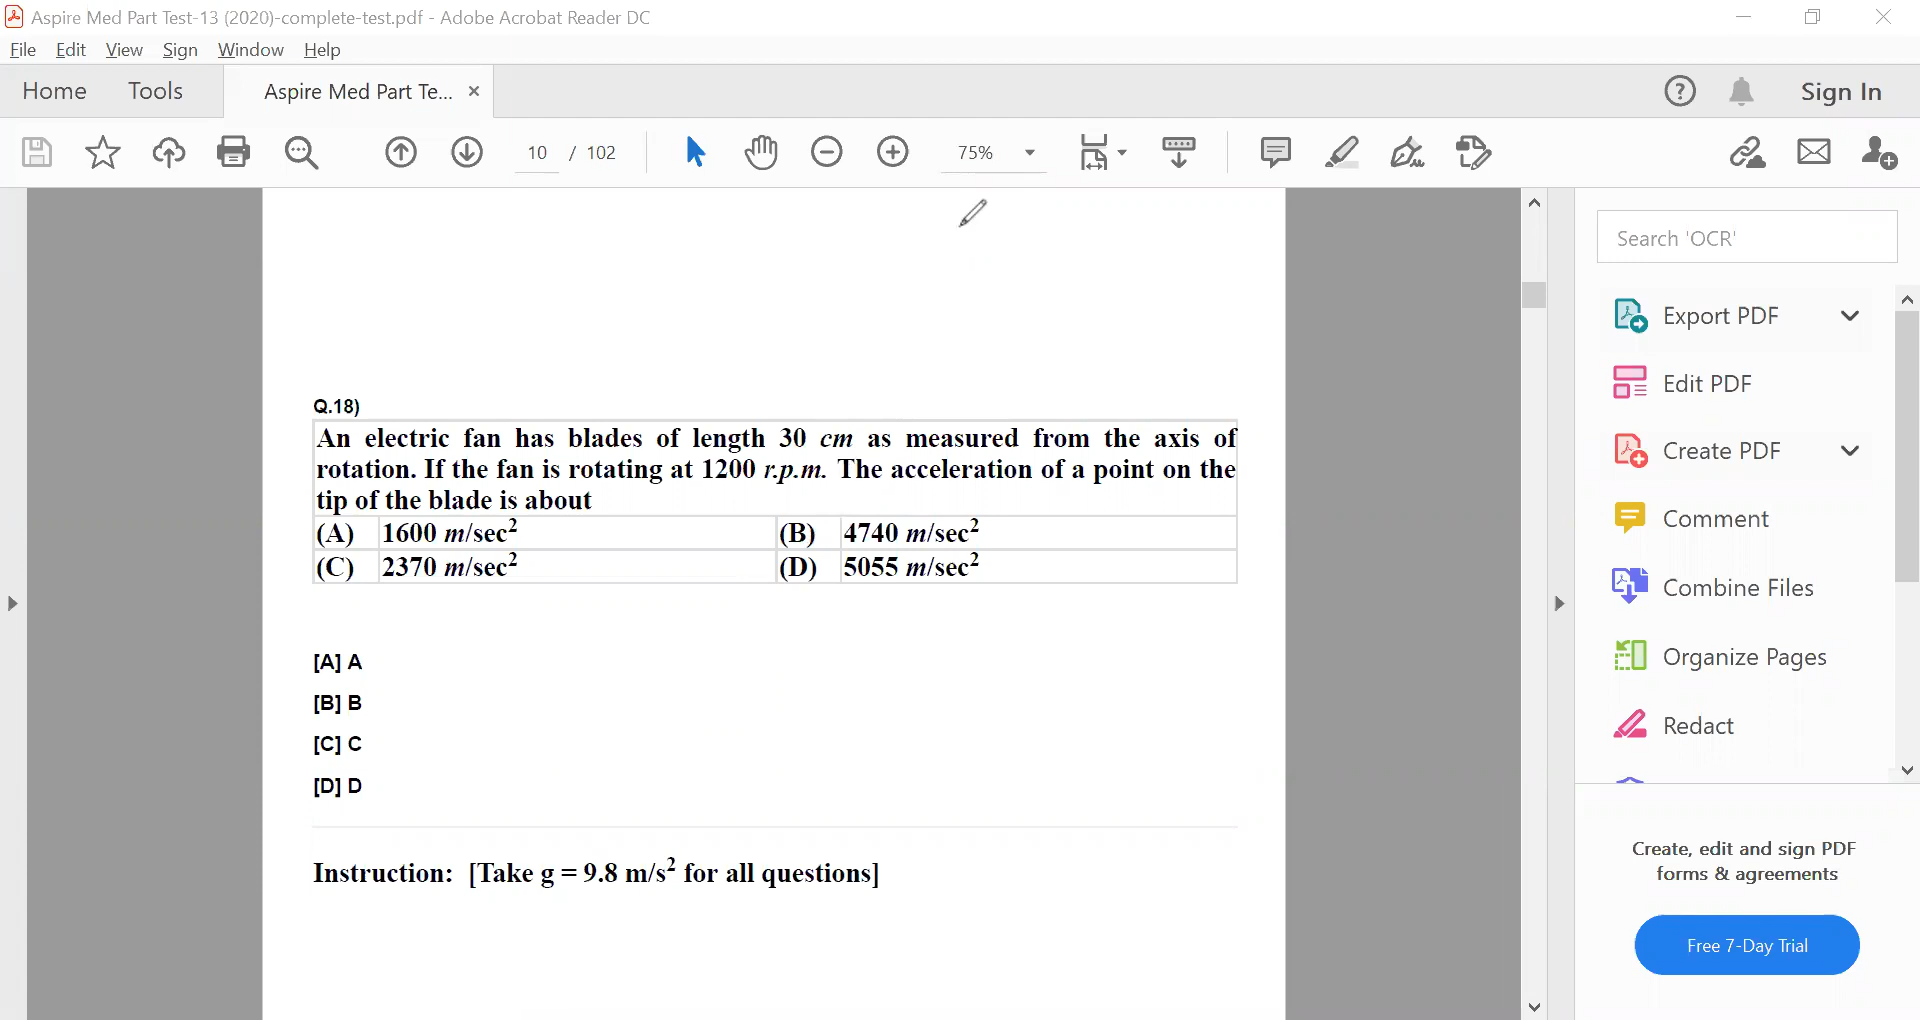 Aspire Med Part Test-13 (2020)-complete-test.pdf - Adobe Acrobat Reader DC
File Edit View Sign Window Help
Home Tools Aspire Med Part Te... × Sign In
10 / 102 75%
Search 'OCR'
Export PDF
Edit PDF
Create PDF
Comment
Combine Files
Organize Pages
Redact
Create, edit and sign PDF
forms & agreements
Free 7-Day Trial
Q.18)
An electric fan has blades of length 30 cm as measured from the axis of
rotation. If the fan is rotating at 1200 r.p.m. The acceleration of a point on the
tip of the blade is about
(A) 1600 m/sec² (B) 4740 m/sec²
(C) 2370 m/sec² (D) 5055 m/sec²
[A] A
[B] B
[C] C
[D] D
Instruction: [Take g = 9.8 m/s² for all questions]